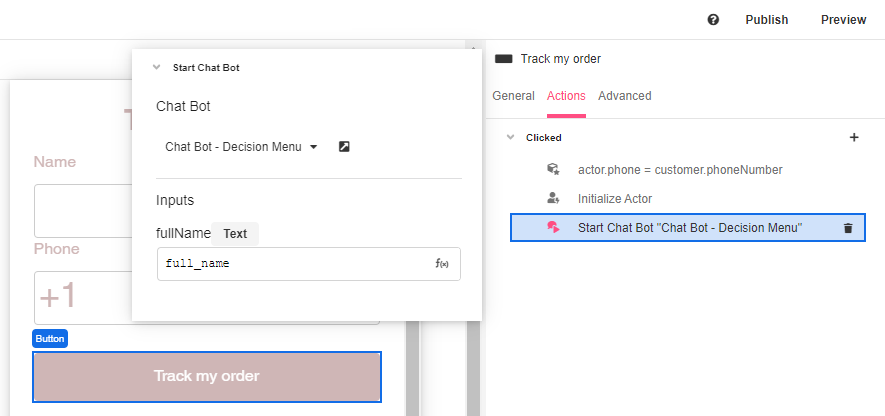 Publish
Preview
Start Chat Bot
Chat Bot
Chat Bot - Decision Menu
Inputs
fullName Text
full_name
f(x)
Name
Phone
+1
Button
Track my order
Track my order
General Actions Advanced
Clicked
actor.phone = customer.phoneNumber
Initialize Actor
Start Chat Bot "Chat Bot - Decision Menu"